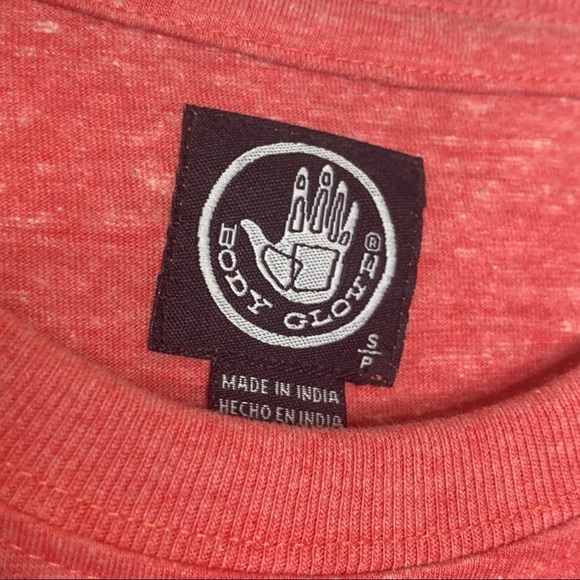 BODY GLOVE®
S/P
MADE IN INDIA
HECHO EN INDIA